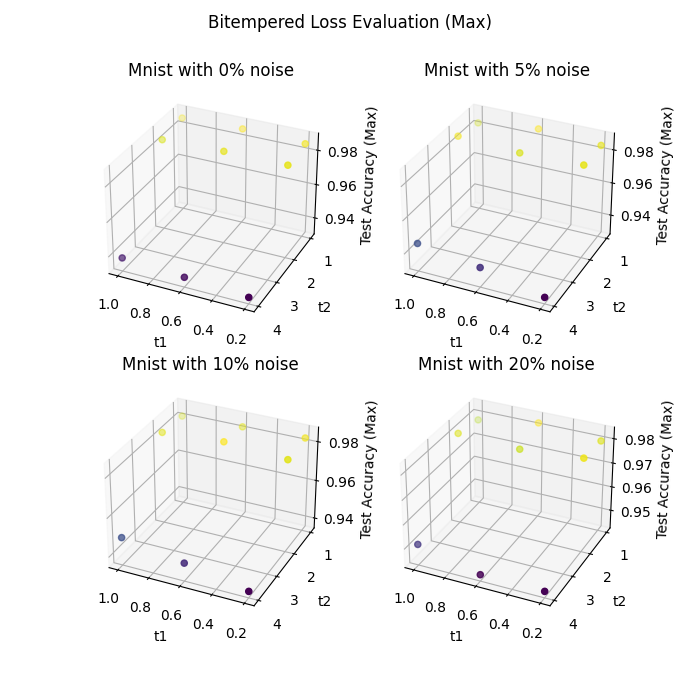 Bitempered Loss Evaluation (Max)
Mnist with 0% noise
0.98
0.96
0.94
Test Accuracy (Max)
1
2
3
4
t2
1.0
0.8
0.6
0.4
0.2
t1
Mnist with 5% noise
0.98
0.96
0.94
Test Accuracy (Max)
1
2
3
4
t2
1.0
0.8
0.6
0.4
0.2
t1
Mnist with 10% noise
0.98
0.96
0.94
Test Accuracy (Max)
1
2
3
4
t2
1.0
0.8
0.6
0.4
0.2
t1
Mnist with 20% noise
0.98
0.97
0.96
0.95
Test Accuracy (Max)
1
2
3
4
t2
1.0
0.8
0.6
0.4
0.2
t1